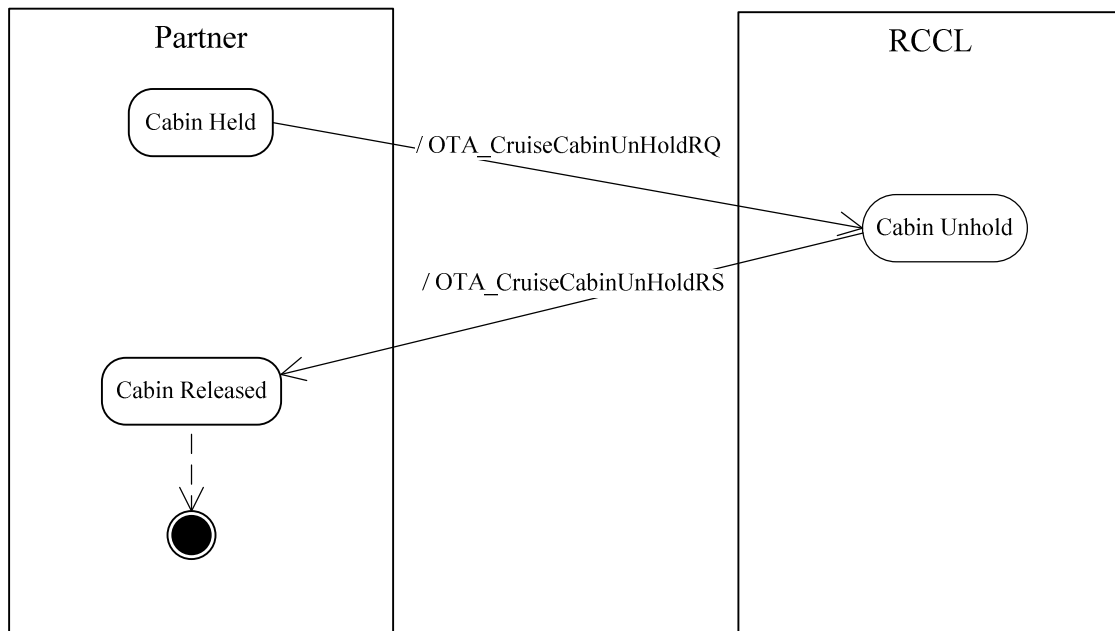 Partner
RCCL
Cabin Held
/ OTA_CruiseCabinUnHoldRQ
Cabin Unhold
/ OTA_CruiseCabinUnHoldRS
Cabin Released